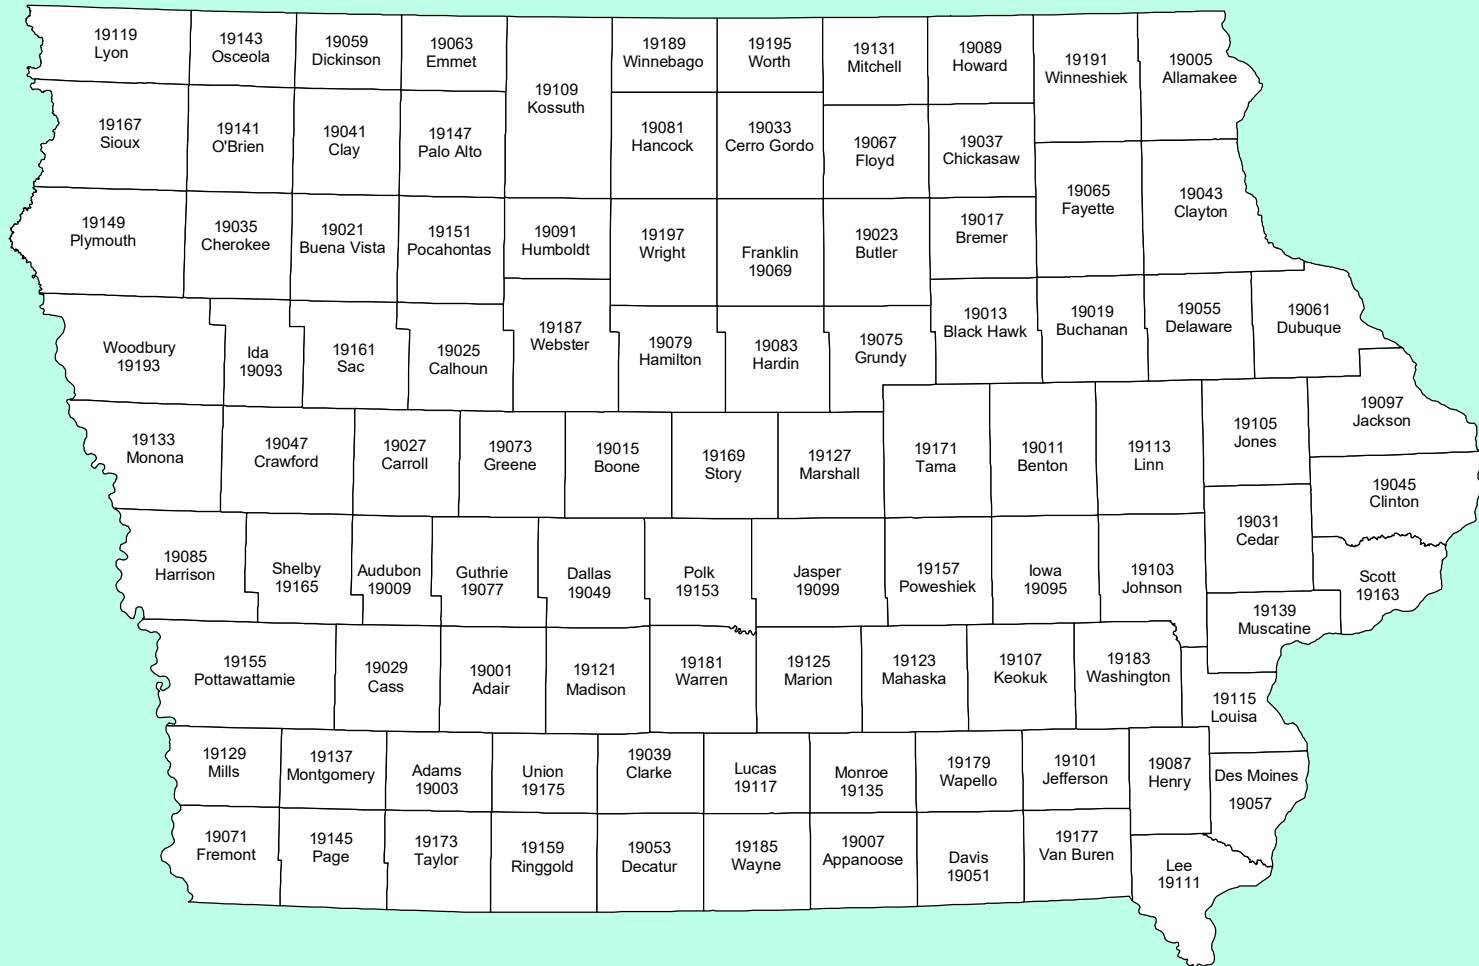 19119
Lyon
19143
Osceola
19059
Dickinson
19063
Emmet
19109
Kossuth
19189
Winnebago
19195
Worth
19131
Mitchell
19089
Howard
19191
Winneshiek
19005
Allamakee
19167
Sioux
19141
O'Brien
19041
Clay
19147
Palo Alto
19081
Hancock
19033
Cerro Gordo
19067
Floyd
19037
Chickasaw
19065
Fayette
19043
Clayton
19149
Plymouth
19035
Cherokee
19021
Buena Vista
19151
Pocahontas
19091
Humboldt
19197
Wright
Franklin
19069
19023
Butler
19017
Bremer
Woodbury
19193
Ida
19093
19161
Sac
19025
Calhoun
19187
Webster
19079
Hamilton
19083
Hardin
19075
Grundy
19013
Black Hawk
19019
Buchanan
19055
Delaware
19061
Dubuque
19133
Monona
19047
Crawford
19027
Carroll
19073
Greene
19015
Boone
19169
Story
19127
Marshall
19171
Tama
19011
Benton
19113
Linn
19105
Jones
19097
Jackson
19045
Clinton
19085
Harrison
Shelby
19165
Audubon
19009
Guthrie
19077
Dallas
19049
Polk
19153
Jasper
19099
19157
Poweshiek
Iowa
19095
19103
Johnson
19031
Cedar
Scott
19163
19139
Muscatine
19155
Pottawattamie
19029
Cass
19001
Adair
19121
Madison
19181
Warren
19125
Marion
19123
Mahaska
19107
Keokuk
19183
Washington
19115
Louisa
19129
Mills
19137
Montgomery
Adams
19003
Union
19175
19039
Clarke
Lucas
19117
Monroe
19135
19179
Wapello
19101
Jefferson
19087
Henry
Des Moines
19057
19071
Fremont
19145
Page
19173
Taylor
19159
Ringgold
19053
Decatur
19185
Wayne
19007
Appanoose
Davis
19051
19177
Van Buren
Lee
19111